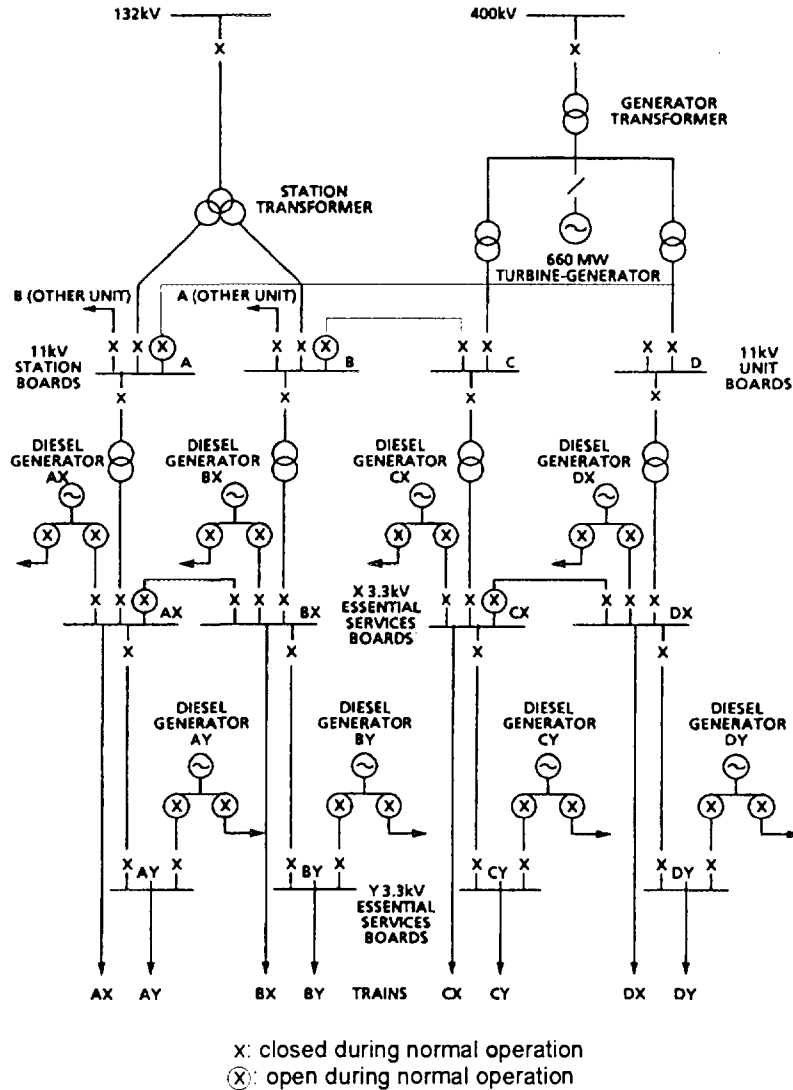 132kV
400kV
GENERATOR
TRANSFORMER
STATION
TRANSFORMER
660 MW
TURBINE-GENERATOR
B (OTHER UNIT)
A (OTHER UNIT)
11kV
STATION
BOARDS
A
B
C
D
11kV
UNIT
BOARDS
DIESEL
GENERATOR
AX
DIESEL
GENERATOR
BX
DIESEL
GENERATOR
CX
DIESEL
GENERATOR
DX
X 3.3kV
ESSENTIAL
SERVICES
BOARDS
AX
BX
CX
DX
DIESEL
GENERATOR
AY
DIESEL
GENERATOR
BY
DIESEL
GENERATOR
CY
DIESEL
GENERATOR
DY
AY
BY
CY
DY
Y 3.3kV
ESSENTIAL
SERVICES
BOARDS
AX AY BX BY TRAINS CX CY DX DY
x: closed during normal operation
x: open during normal operation